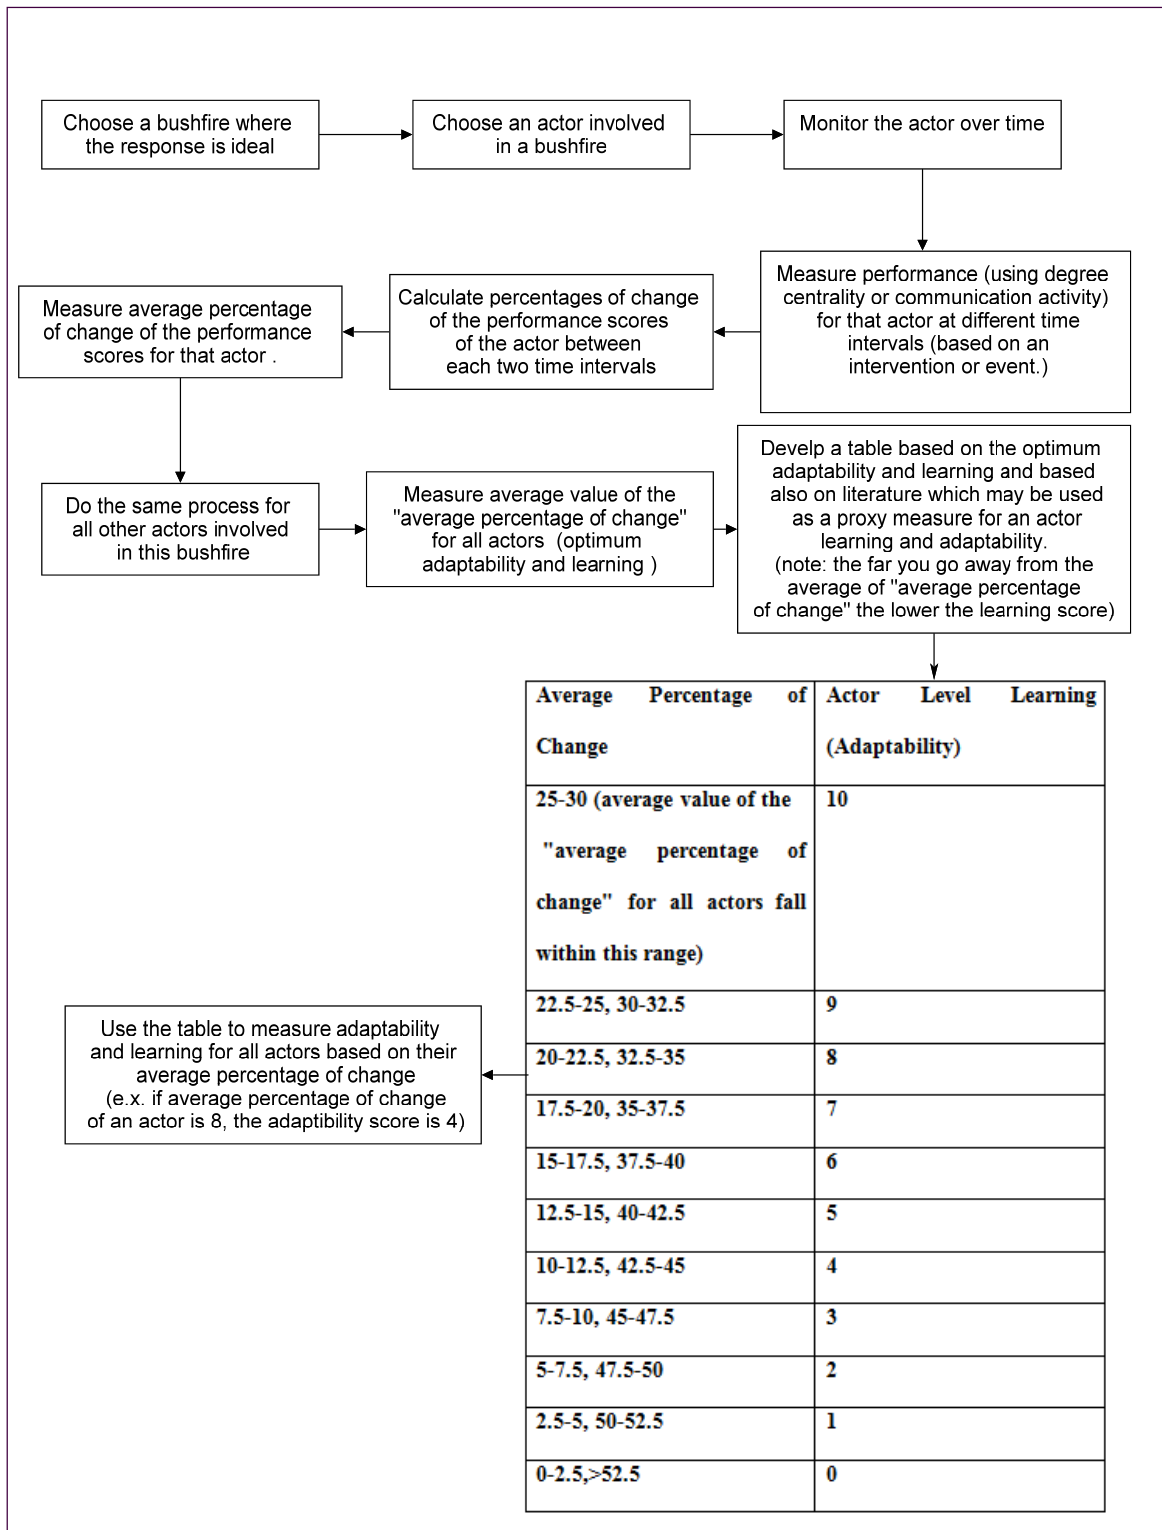 Choose a bushfire where
the response is ideal
Choose an actor involved
in a bushfire
Monitor the actor over time
Measure performance (using degree
centrality or communication activity)
for that actor at different time
intervals (based on an
intervention or event.)
Calculate percentages of change
of the performance scores
of the actor between
each two time intervals
Measure average percentage
of change of the performance
scores for that actor .
Do the same process for
all other actors involved
in this bushfire
Measure average value of the
"average percentage of change"
for all actors (optimum
adaptability and learning )
Develp a table based on the optimum
adaptability and learning and based
also on literature which may be used
as a proxy measure for an actor
learning and adaptability.
(note: the far you go away from the
average of "average percentage
of change" the lower the learning score)
Average Percentage of
Change
Actor Level Learning
(Adaptability)
25-30 (average value of the
"average percentage of
change" for all actors fall
within this range)
10
22.5-25, 30-32.5
9
20-22.5, 32.5-35
8
17.5-20, 35-37.5
7
15-17.5, 37.5-40
6
12.5-15, 40-42.5
5
10-12.5, 42.5-45
4
7.5-10, 45-47.5
3
5-7.5, 47.5-50
2
2.5-5, 50-52.5
1
0-2.5,>52.5
0
Use the table to measure adaptability
and learning for all actors based on their
average percentage of change
(e.x. if average percentage of change
of an actor is 8, the adaptibility score is 4)